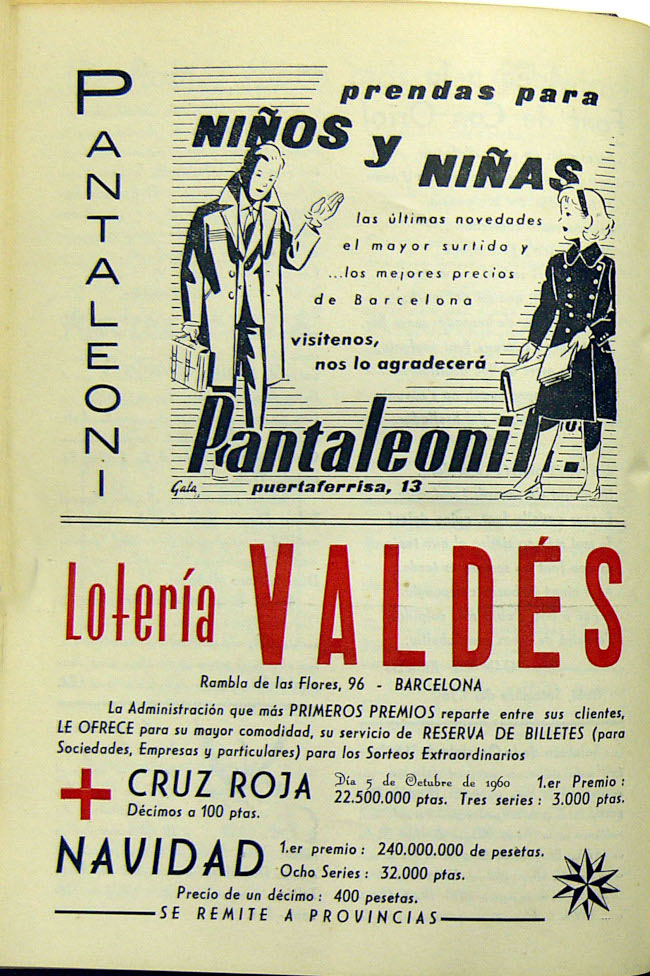 PANTALEONI
prendas para
NIÑOS y NIÑAS
las últimas novedades
el mayor surtido y
...los mejores precios
de Barcelona
visítenos,
nos lo agradecerá
Pantaleoni
Gala
puertaferrisa, 13
Lotería VALDÉS
Rambla de las Flores, 96 - BARCELONA
La Administración que más PRIMEROS PREMIOS reparte entre sus clientes,
LE OFRECE para su mayor comodidad, su servicio de RESERVA DE BILLETES (para
Sociedades, Empresas y particulares) para los Sorteos Extraordinarios
CRUZ ROJA
Décimos a 100 ptas.
Día 5 de Octubre de 1960 1.er Premio :
22.500.000 ptas. Tres series : 3.000 ptas.
NAVIDAD
1.er premio : 240.000.000 de pesetas.
Ocho Series : 32.000 ptas.
Precio de un décimo : 400 pesetas.
SE REMITE A PROVINCIAS